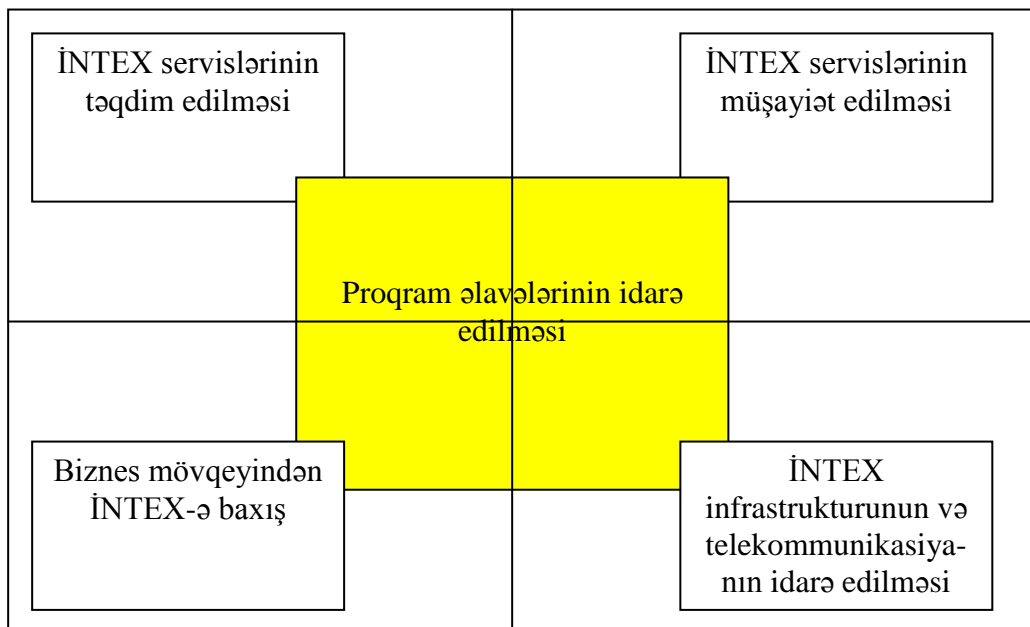 İNTEX servislərinin
təqdim edilməsi
İNTEX servislərinin
müşayiət edilməsi
Proqram əlavələrinin idarə
edilməsi
Biznes mövqeyindən
İNTEX-ə baxış
İNTEX
infrastrukturunun və
telekommunikasiya-
nın idarə edilməsi